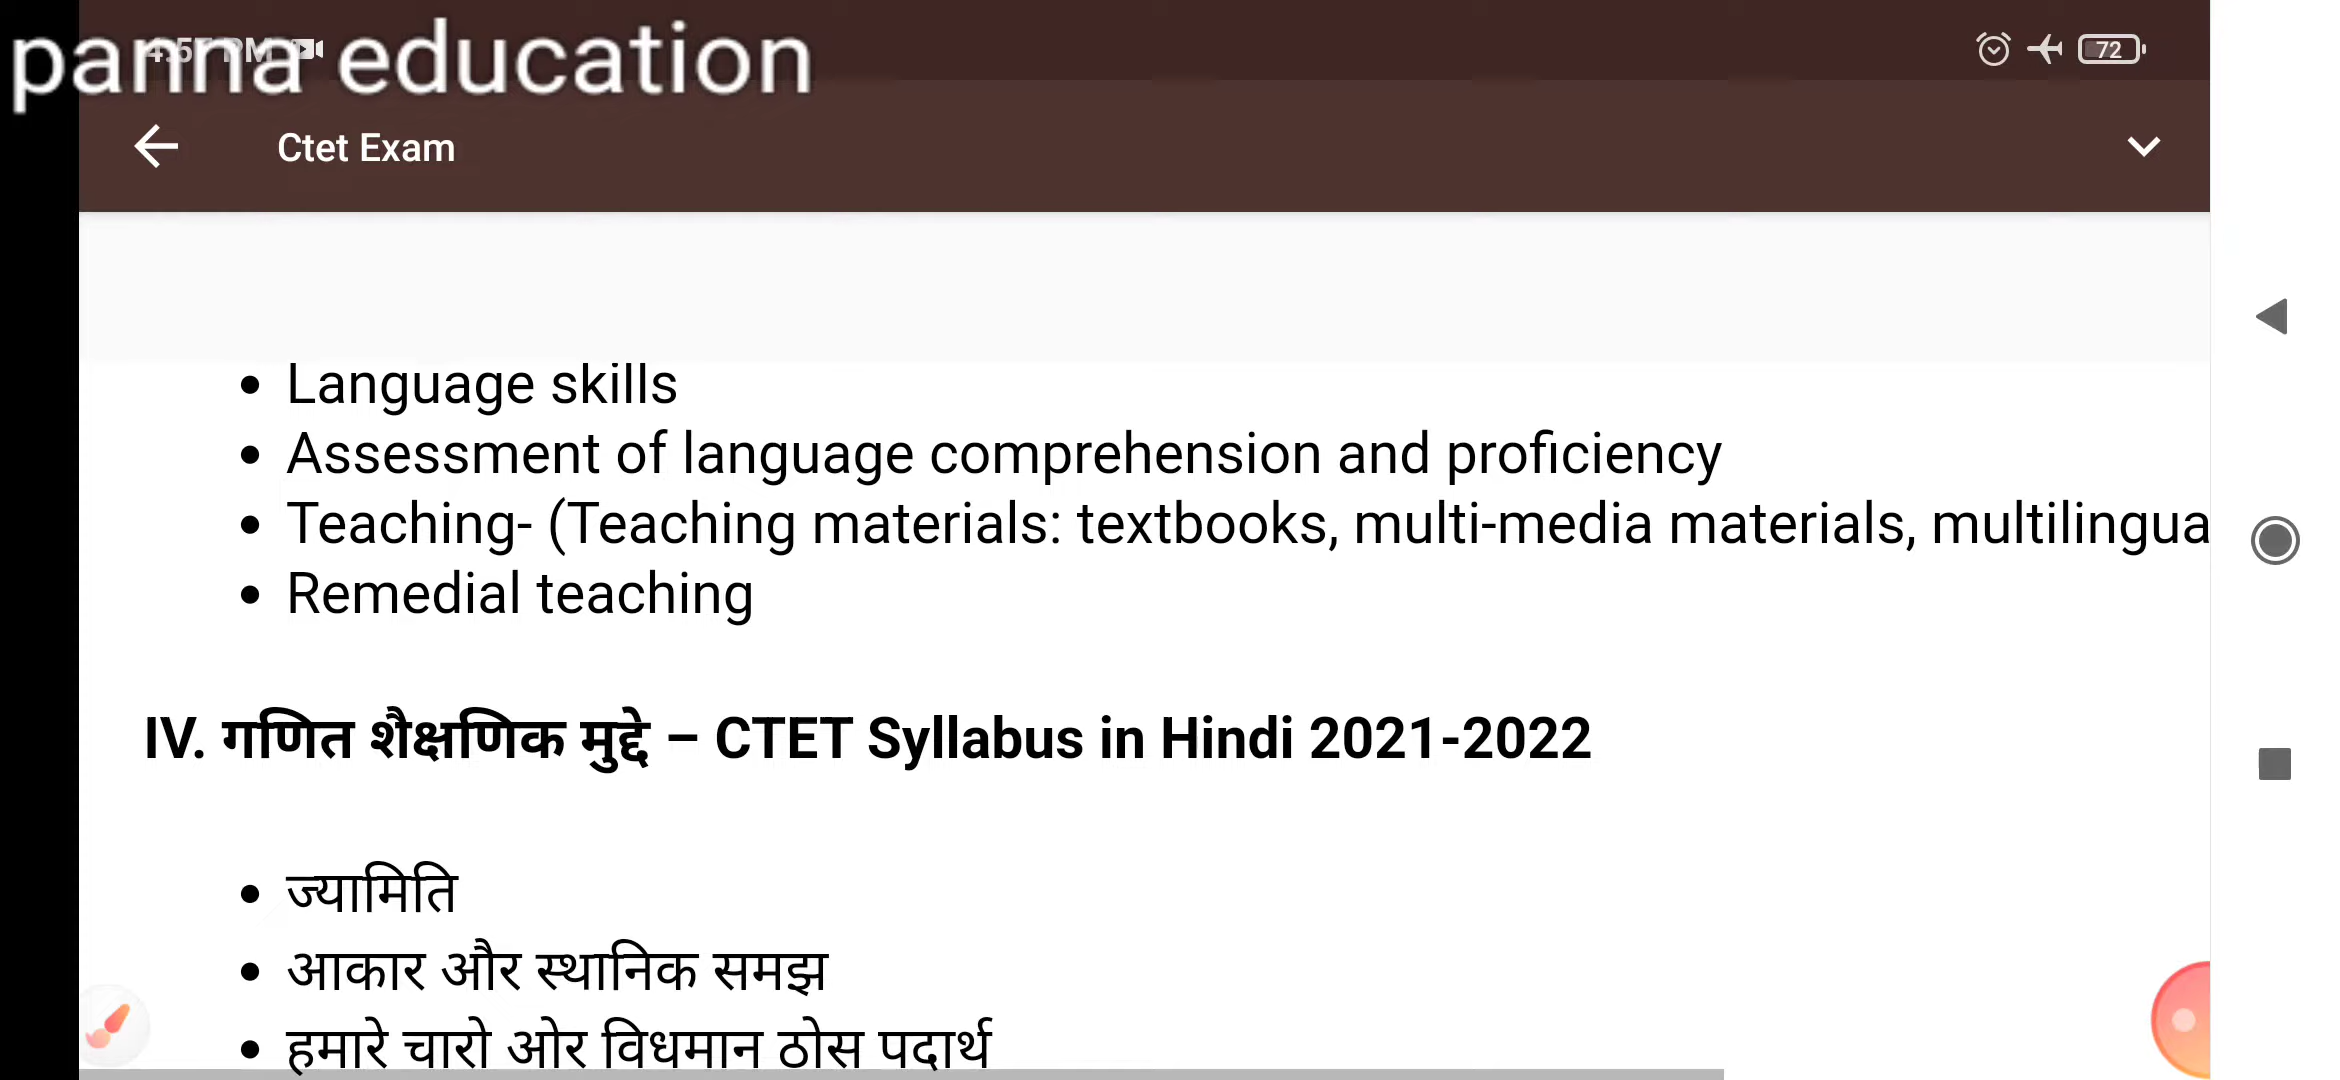 panna education
72
Ctet Exam
• Language skills
• Assessment of language comprehension and proficiency
• Teaching- (Teaching materials: textbooks, multi-media materials, multilingua
• Remedial teaching
IV. गणित शैक्षणिक मुद्दे – CTET Syllabus in Hindi 2021-2022
• ज्यामिति
• आकार और स्थानिक समझ
• हमारे चारो ओर विधमान ठोस पदार्थ